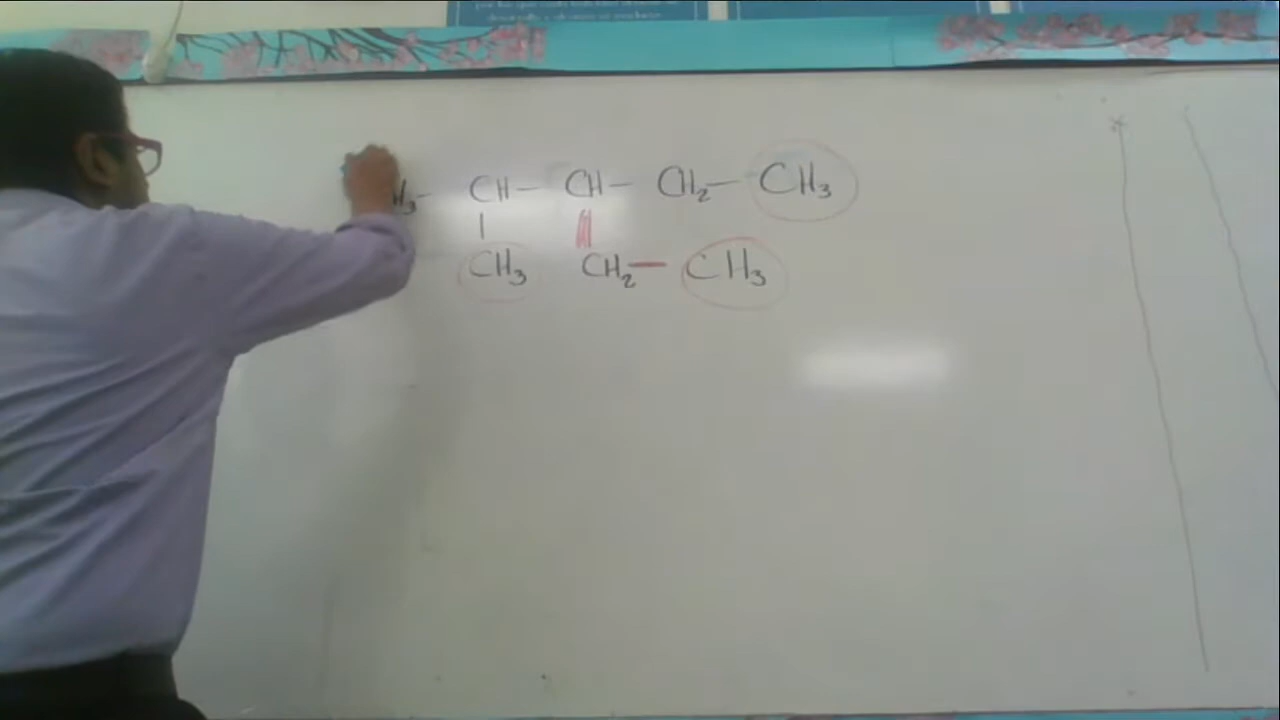 H₃- CH- CH- CH₂- CH₃
CH₃ CH₂- CH₃